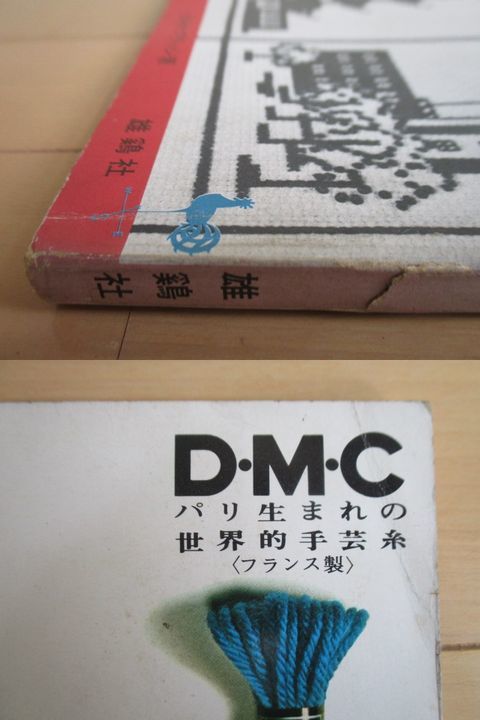 雄鶏社
雄鶏社
D·M·C
パリ生まれの
世界的手芸糸
〈フランス製〉